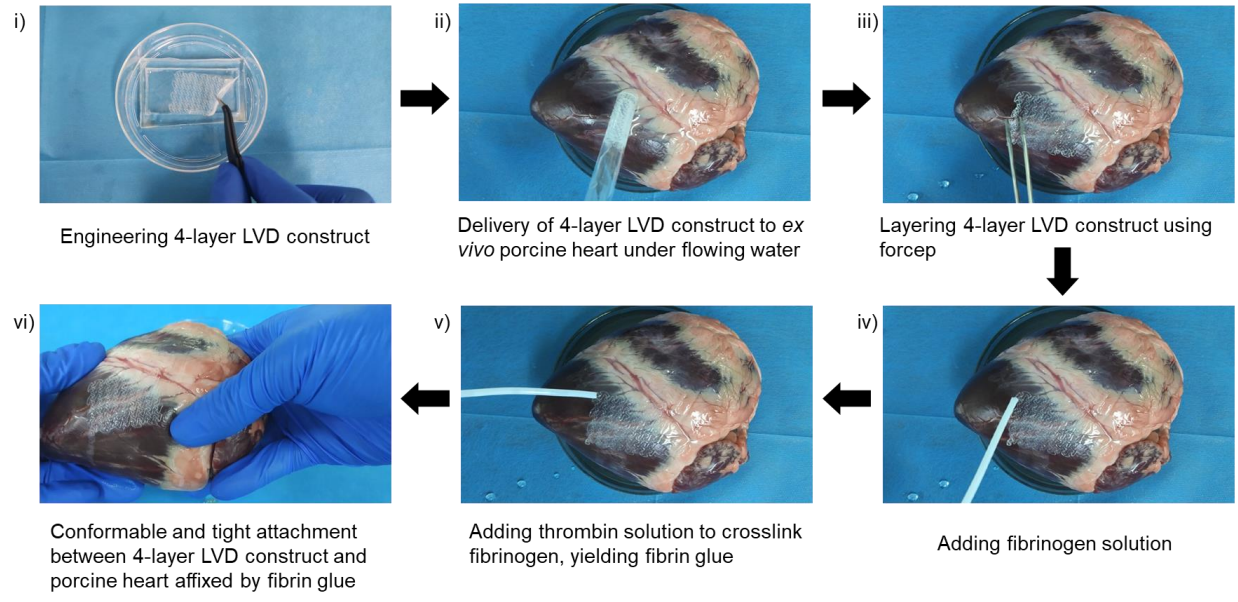 i)
ii)
iii)
Engineering 4-layer LVD construct
Delivery of 4-layer LVD construct to ex
vivo porcine heart under flowing water
Layering 4-layer LVD construct using
forcep
vi)
v)
iv)
Conformable and tight attachment
between 4-layer LVD construct and
porcine heart affixed by fibrin glue
Adding thrombin solution to crosslink
fibrinogen, yielding fibrin glue
Adding fibrinogen solution